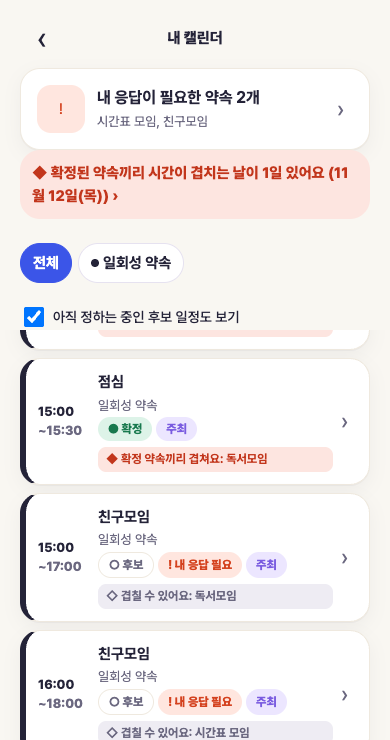 ‹ 내 캘린더
! 내 응답이 필요한 약속 2개 ›
시간표 모임, 친구모임
◆ 확정된 약속끼리 시간이 겹치는 날이 1일 있어요 (11
월 12일(목)) ›
전체 ● 일회성 약속
아직 정하는 중인 후보 일정도 보기
점심
15:00 일회성 약속
~15:30 ● 확정 주최 ›
◆ 확정 약속끼리 겹쳐요: 독서모임
친구모임
15:00 일회성 약속
~17:00 ○ 후보 ! 내 응답 필요 주최 ›
◇ 겹칠 수 있어요: 독서모임
친구모임
16:00 일회성 약속
~18:00 ○ 후보 ! 내 응답 필요 주최 ›
◇ 겹칠 수 있어요: 시간표 모임